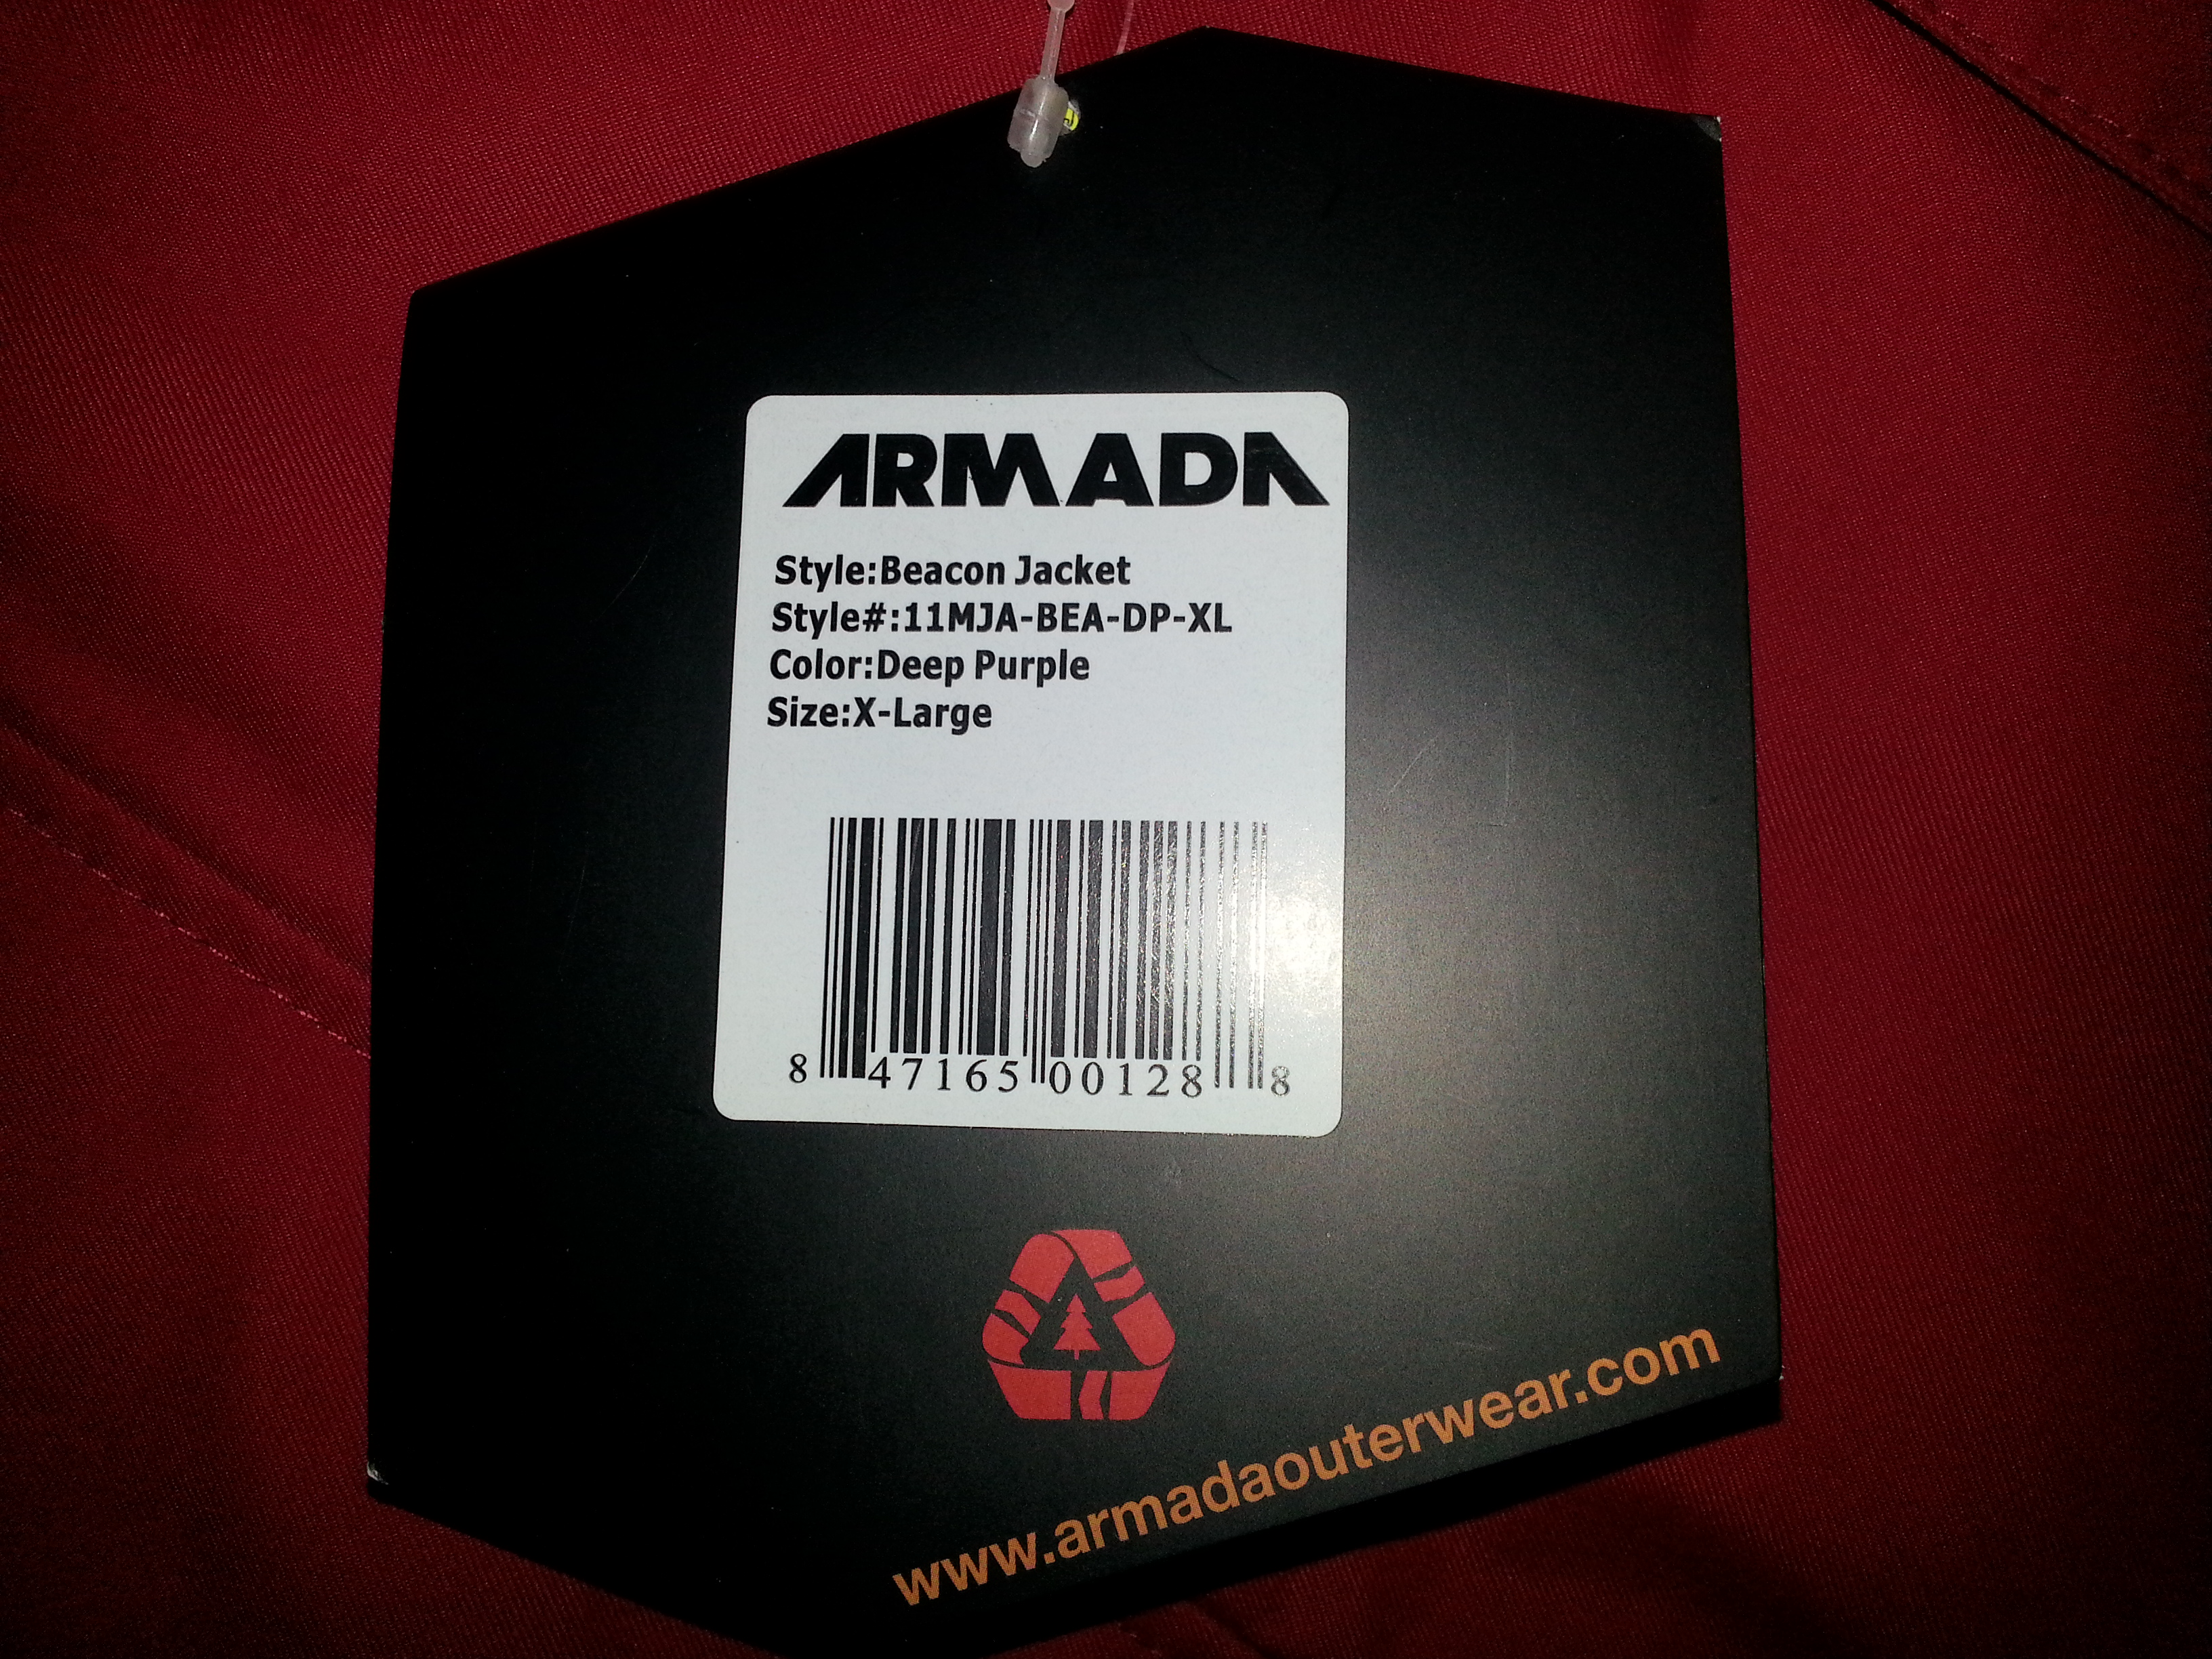 ARMADA
Style:Beacon Jacket
Style#:11MJA-BEA-DP-XL
Color:Deep Purple
Size:X-Large
8 47165 00128 8
www.armadaouterwear.com